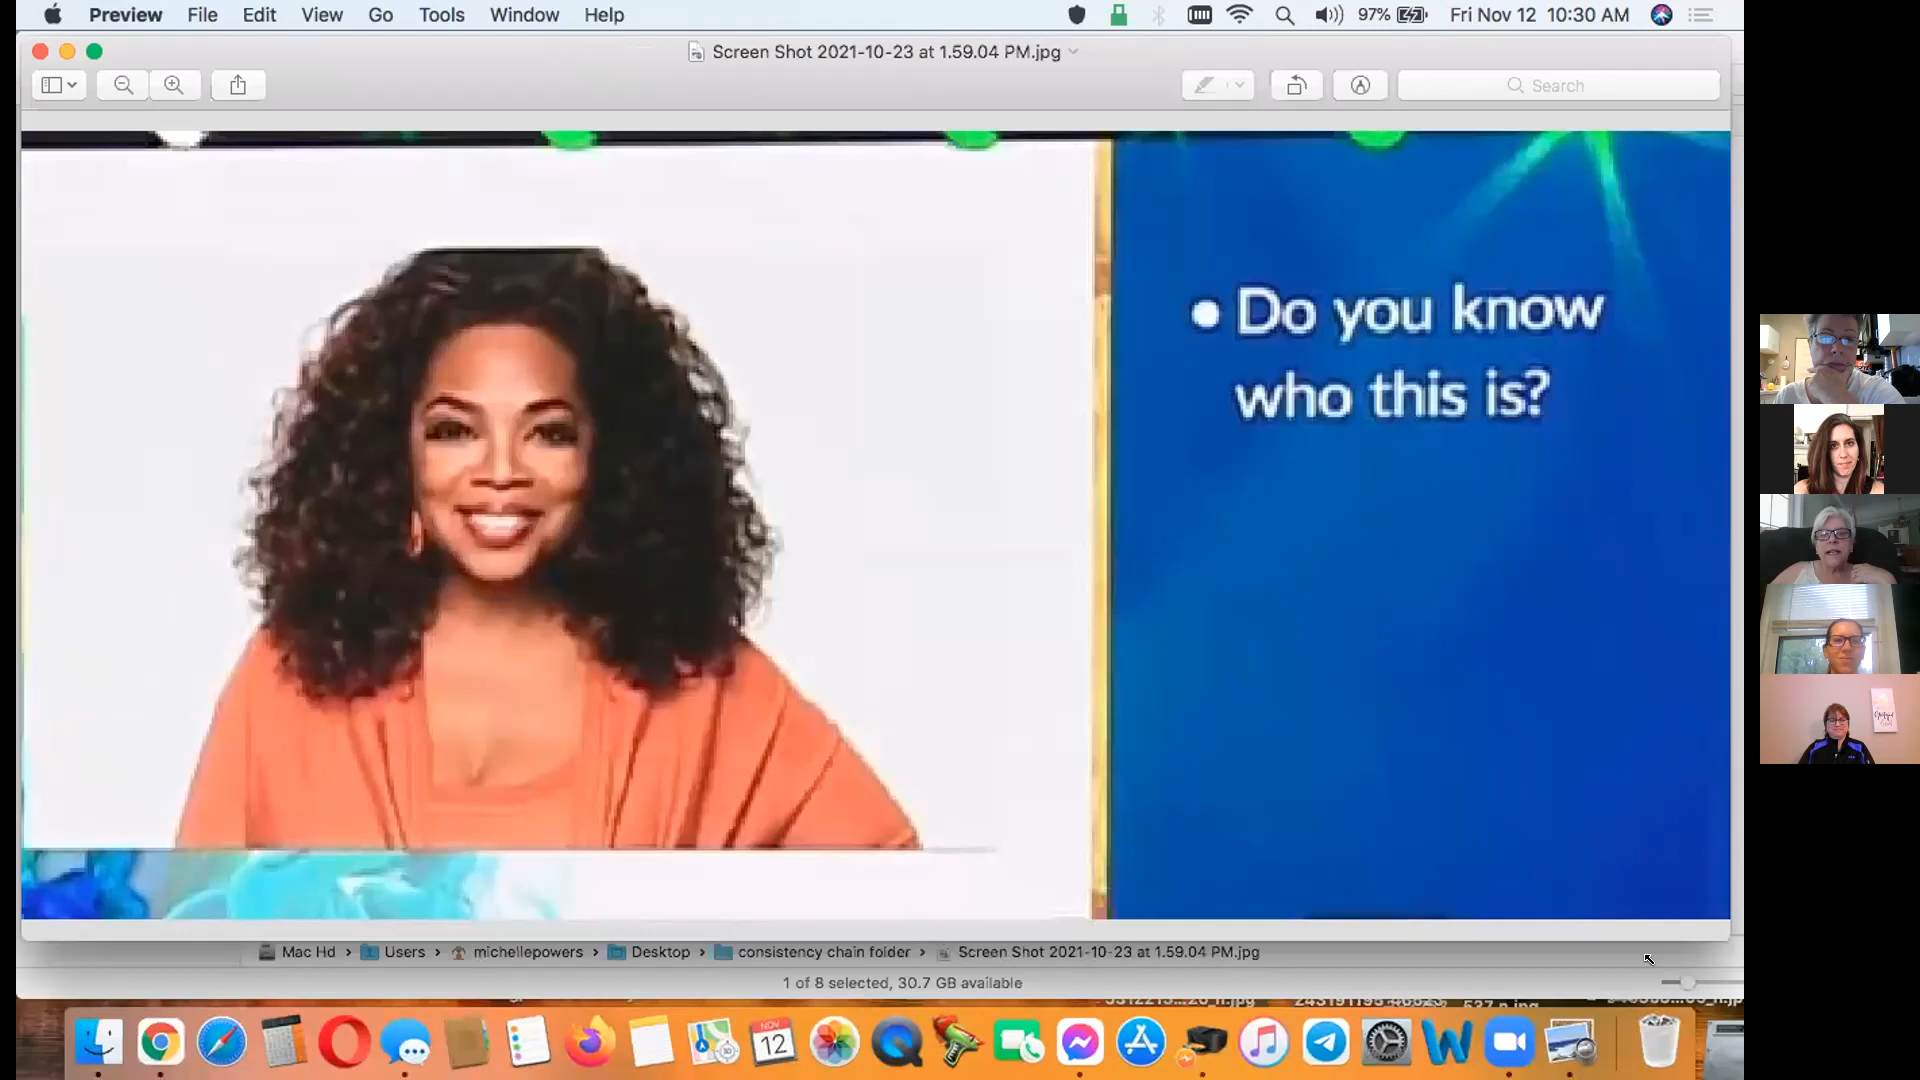 Preview File Edit View Go Tools Window Help 97% Fri Nov 12 10:30 AM
Screen Shot 2021-10-23 at 1.59.04 PM.jpg
Search
• Do you know
who this is?
Mac Hd › Users › michellepowers › Desktop › consistency chain folder › Screen Shot 2021-10-23 at 1.59.04 PM.jpg
1 of 8 selected, 30.7 GB available
NOV
12